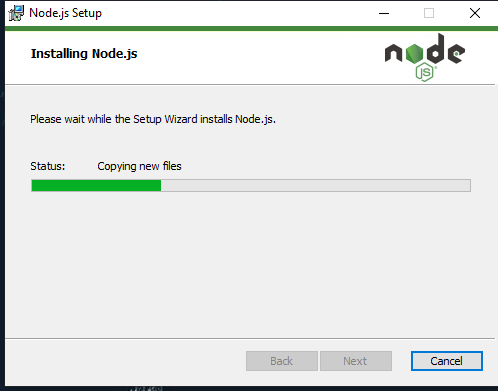 Node.js Setup
Installing Node.js
node
JS
Please wait while the Setup Wizard installs Node.js.
Status: Copying new files
Back Next Cancel